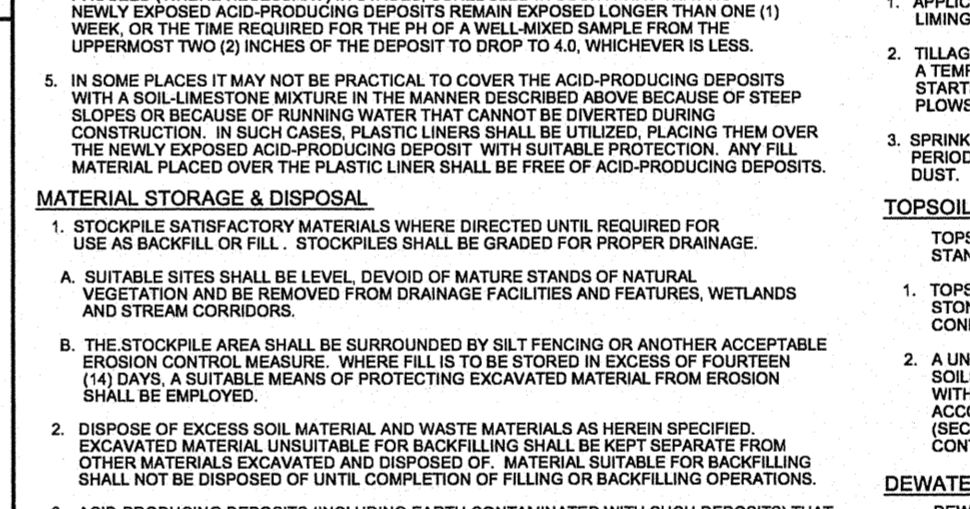 NEWLY EXPOSED ACID-PRODUCING DEPOSITS REMAIN EXPOSED LONGER THAN ONE (1)
WEEK, OR THE TIME REQUIRED FOR THE PH OF A WELL-MIXED SAMPLE FROM THE
UPPERMOST TWO (2) INCHES OF THE DEPOSIT TO DROP TO 4.0, WHICHEVER IS LESS.
5. IN SOME PLACES IT MAY NOT BE PRACTICAL TO COVER THE ACID-PRODUCING DEPOSITS
WITH A SOIL-LIMESTONE MIXTURE IN THE MANNER DESCRIBED ABOVE BECAUSE OF STEEP
SLOPES OR BECAUSE OF RUNNING WATER THAT CANNOT BE DIVERTED DURING
CONSTRUCTION. IN SUCH CASES, PLASTIC LINERS SHALL BE UTILIZED, PLACING THEM OVER
THE NEWLY EXPOSED ACID-PRODUCING DEPOSIT WITH SUITABLE PROTECTION. ANY FILL
MATERIAL PLACED OVER THE PLASTIC LINER SHALL BE FREE OF ACID-PRODUCING DEPOSITS.
MATERIAL STORAGE & DISPOSAL
1. STOCKPILE SATISFACTORY MATERIALS WHERE DIRECTED UNTIL REQUIRED FOR
USE AS BACKFILL OR FILL . STOCKPILES SHALL BE GRADED FOR PROPER DRAINAGE.
A. SUITABLE SITES SHALL BE LEVEL, DEVOID OF MATURE STANDS OF NATURAL
VEGETATION AND BE REMOVED FROM DRAINAGE FACILITIES AND FEATURES, WETLANDS
AND STREAM CORRIDORS.
B. THE.STOCKPILE AREA SHALL BE SURROUNDED BY SILT FENCING OR ANOTHER ACCEPTABLE
EROSION CONTROL MEASURE. WHERE FILL IS TO BE STORED IN EXCESS OF FOURTEEN
(14) DAYS, A SUITABLE MEANS OF PROTECTING EXCAVATED MATERIAL FROM EROSION
SHALL BE EMPLOYED.
2. DISPOSE OF EXCESS SOIL MATERIAL AND WASTE MATERIALS AS HEREIN SPECIFIED.
EXCAVATED MATERIAL UNSUITABLE FOR BACKFILLING SHALL BE KEPT SEPARATE FROM
OTHER MATERIALS EXCAVATED AND DISPOSED OF. MATERIAL SUITABLE FOR BACKFILLING
SHALL NOT BE DISPOSED OF UNTIL COMPLETION OF FILLING OR BACKFILLING OPERATIONS.
1. APPLIC
LIMING
2. TILLAG
A TEMP
START
PLOWS
3. SPRINK
PERIOD
DUST.
TOPSOIL
TOPS
STAN
1. TOPS
STON
CON
2. A UN
SOIL
WITH
ACCO
(SEC
CON
DEWATE